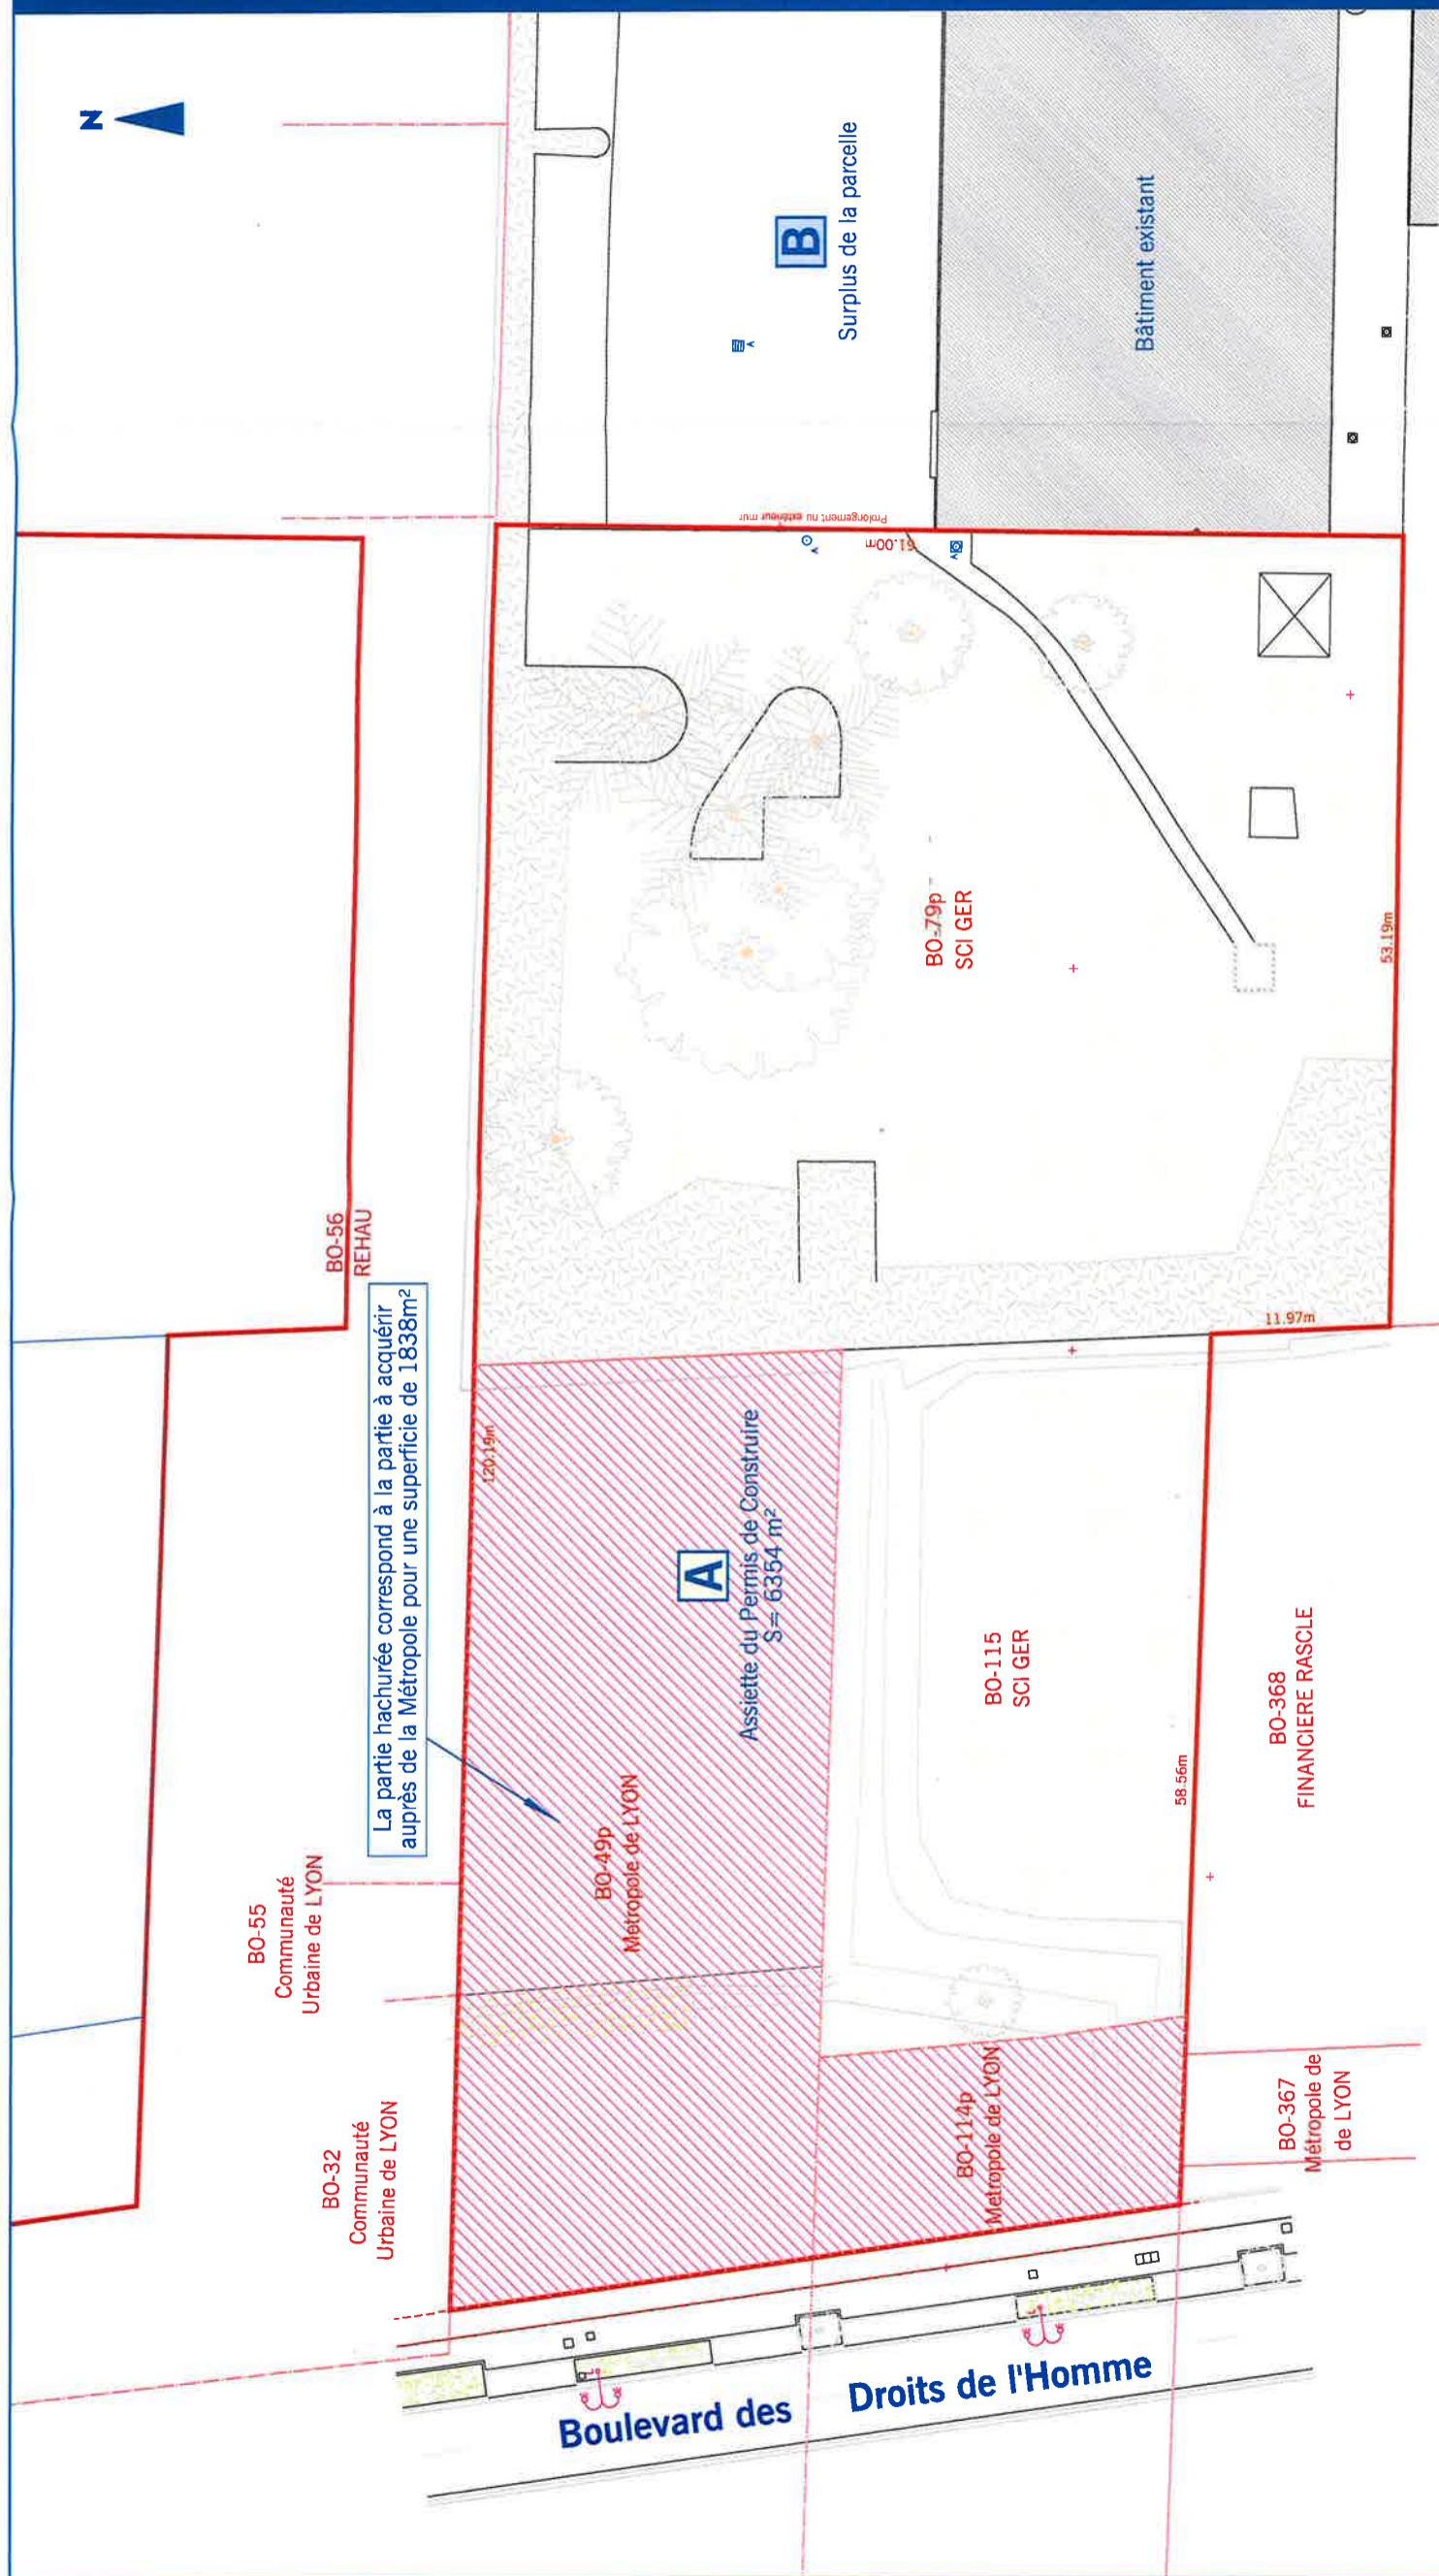 N
BO-56
REHAU
La partie hachurée correspond à la partie à acquérir
auprès de la Métropole pour une superficie de 1838m²
BO-55
Communauté
Urbaine de LYON
BO-32
Communauté
Urbaine de LYON
120.19m
BO-49p
Métropole de LYON
A
Assiette du Permis de Construire
S= 6354 m²
B
Surplus de la parcelle
Bâtiment existant
Prolongement nu extérieur mur
61.00m
BO-79p
SCI GER
53.19m
11.97m
BO-115
SCI GER
58.56m
BO-368
FINANCIERE RASCLE
BO-114p
Métropole de LYON
BO-367
Métropole de
de LYON
Boulevard des Droits de l'Homme